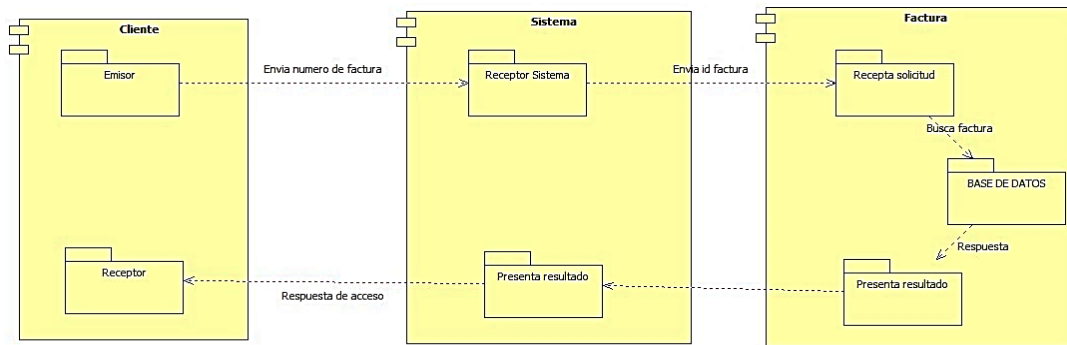 Cliente
Sistema
Factura
Emisor
Envia numero de factura
Receptor Sistema
Envia id factura
Recepta solicitud
Busca factura
BASE DE DATOS
Respuesta
Receptor
Respuesta de acceso
Presenta resultado
Presenta resultado